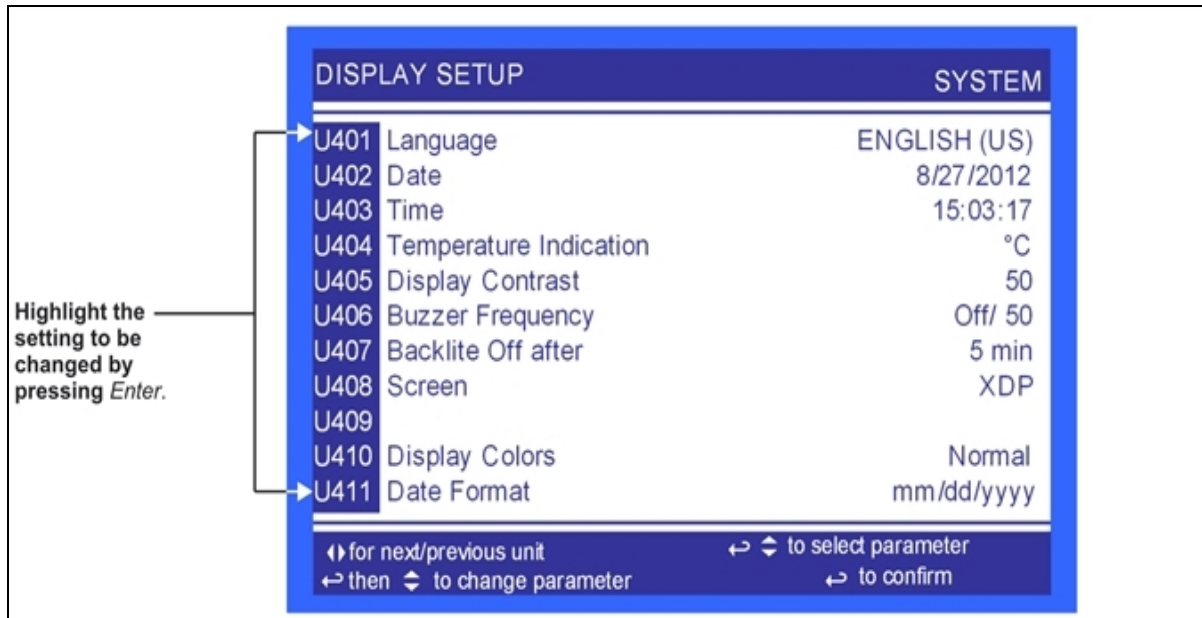 DISPLAY SETUP SYSTEM
U401 Language ENGLISH (US)
U402 Date 8/27/2012
U403 Time 15:03:17
U404 Temperature Indication °C
U405 Display Contrast 50
U406 Buzzer Frequency Off/ 50
U407 Backlite Off after 5 min
U408 Screen XDP
U409
U410 Display Colors Normal
U411 Date Format mm/dd/yyyy
for next/previous unit ↵ to select parameter
↵ then to change parameter ↵ to confirm
Highlight the
setting to be
changed by
pressing Enter.